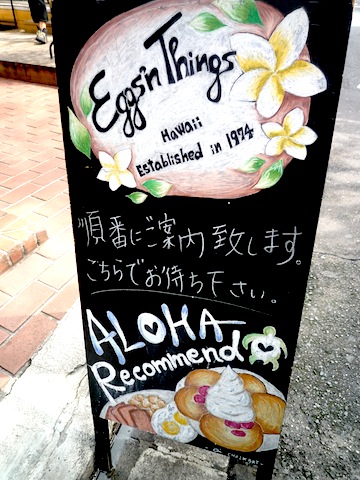 Eggs'n Things
Hawaii
Established in 1974
順番にご案内致します。
こちらでお待ち下さい。
ALOHA
Recommend